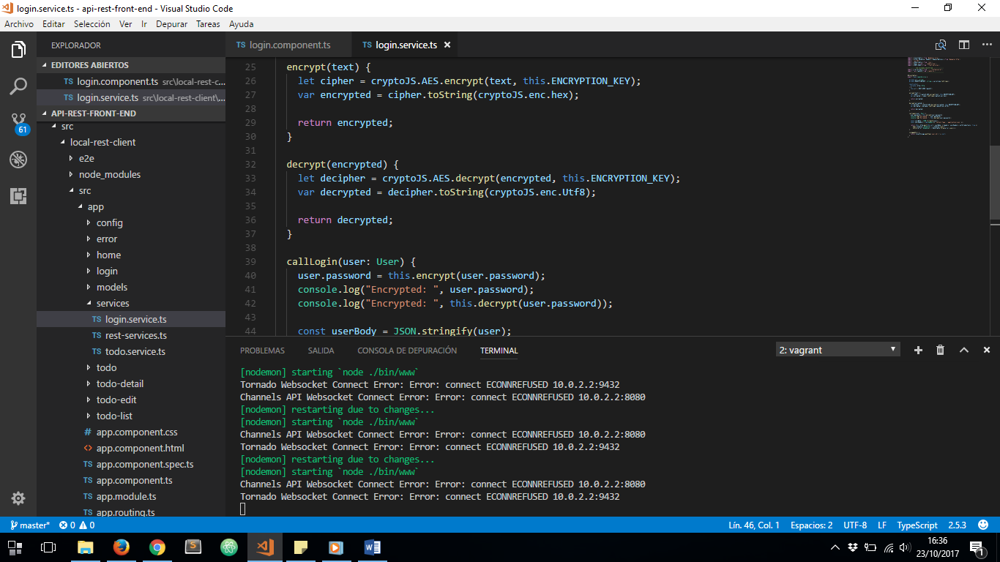 login.service.ts - api-rest-front-end - Visual Studio Code
Archivo Editar Selección Ver Ir Depurar Tareas Ayuda
EXPLORADOR
EDITORES ABIERTOS
TS login.component.ts src\local-rest-c...
TS login.service.ts src\local-rest-client\...
API-REST-FRONT-END
src
local-rest-client
e2e
node_modules
src
app
config
error
home
login
models
services
TS login.service.ts
TS rest-services.ts
TS todo.service.ts
todo
todo-detail
todo-edit
todo-list
# app.component.css
<> app.component.html
TS app.component.spec.ts
TS app.component.ts
TS app.module.ts
TS app.routing.ts
61
TS login.component.ts
TS login.service.ts
25 encrypt(text) {
26 let cipher = cryptoJS.AES.encrypt(text, this.ENCRYPTION_KEY);
27 var encrypted = cipher.toString(cryptoJS.enc.hex);
28
29 return encrypted;
30 }
31
32 decrypt(encrypted) {
33 let decipher = cryptoJS.AES.decrypt(encrypted, this.ENCRYPTION_KEY);
34 var decrypted = decipher.toString(cryptoJS.enc.Utf8);
35
36 return decrypted;
37 }
38
39 callLogin(user: User) {
40 user.password = this.encrypt(user.password);
41 console.log("Encrypted: ", user.password);
42 console.log("Encrypted: ", this.decrypt(user.password));
43
44 const userBody = JSON.stringify(user);
PROBLEMAS SALIDA CONSOLA DE DEPURACIÓN TERMINAL 2: vagrant
[nodemon] starting `node ./bin/www`
Tornado Websocket Connect Error: Error: connect ECONNREFUSED 10.0.2.2:9432
Channels API Websocket Connect Error: Error: connect ECONNREFUSED 10.0.2.2:8080
[nodemon] restarting due to changes...
[nodemon] starting `node ./bin/www`
Channels API Websocket Connect Error: Error: connect ECONNREFUSED 10.0.2.2:8080
Tornado Websocket Connect Error: Error: connect ECONNREFUSED 10.0.2.2:9432
[nodemon] restarting due to changes...
[nodemon] starting `node ./bin/www`
Channels API Websocket Connect Error: Error: connect ECONNREFUSED 10.0.2.2:8080
Tornado Websocket Connect Error: Error: connect ECONNREFUSED 10.0.2.2:9432
master* 0 0 Lín. 46, Col. 1 Espacios: 2 UTF-8 LF TypeScript 2.5.3
16:36
23/10/2017
1